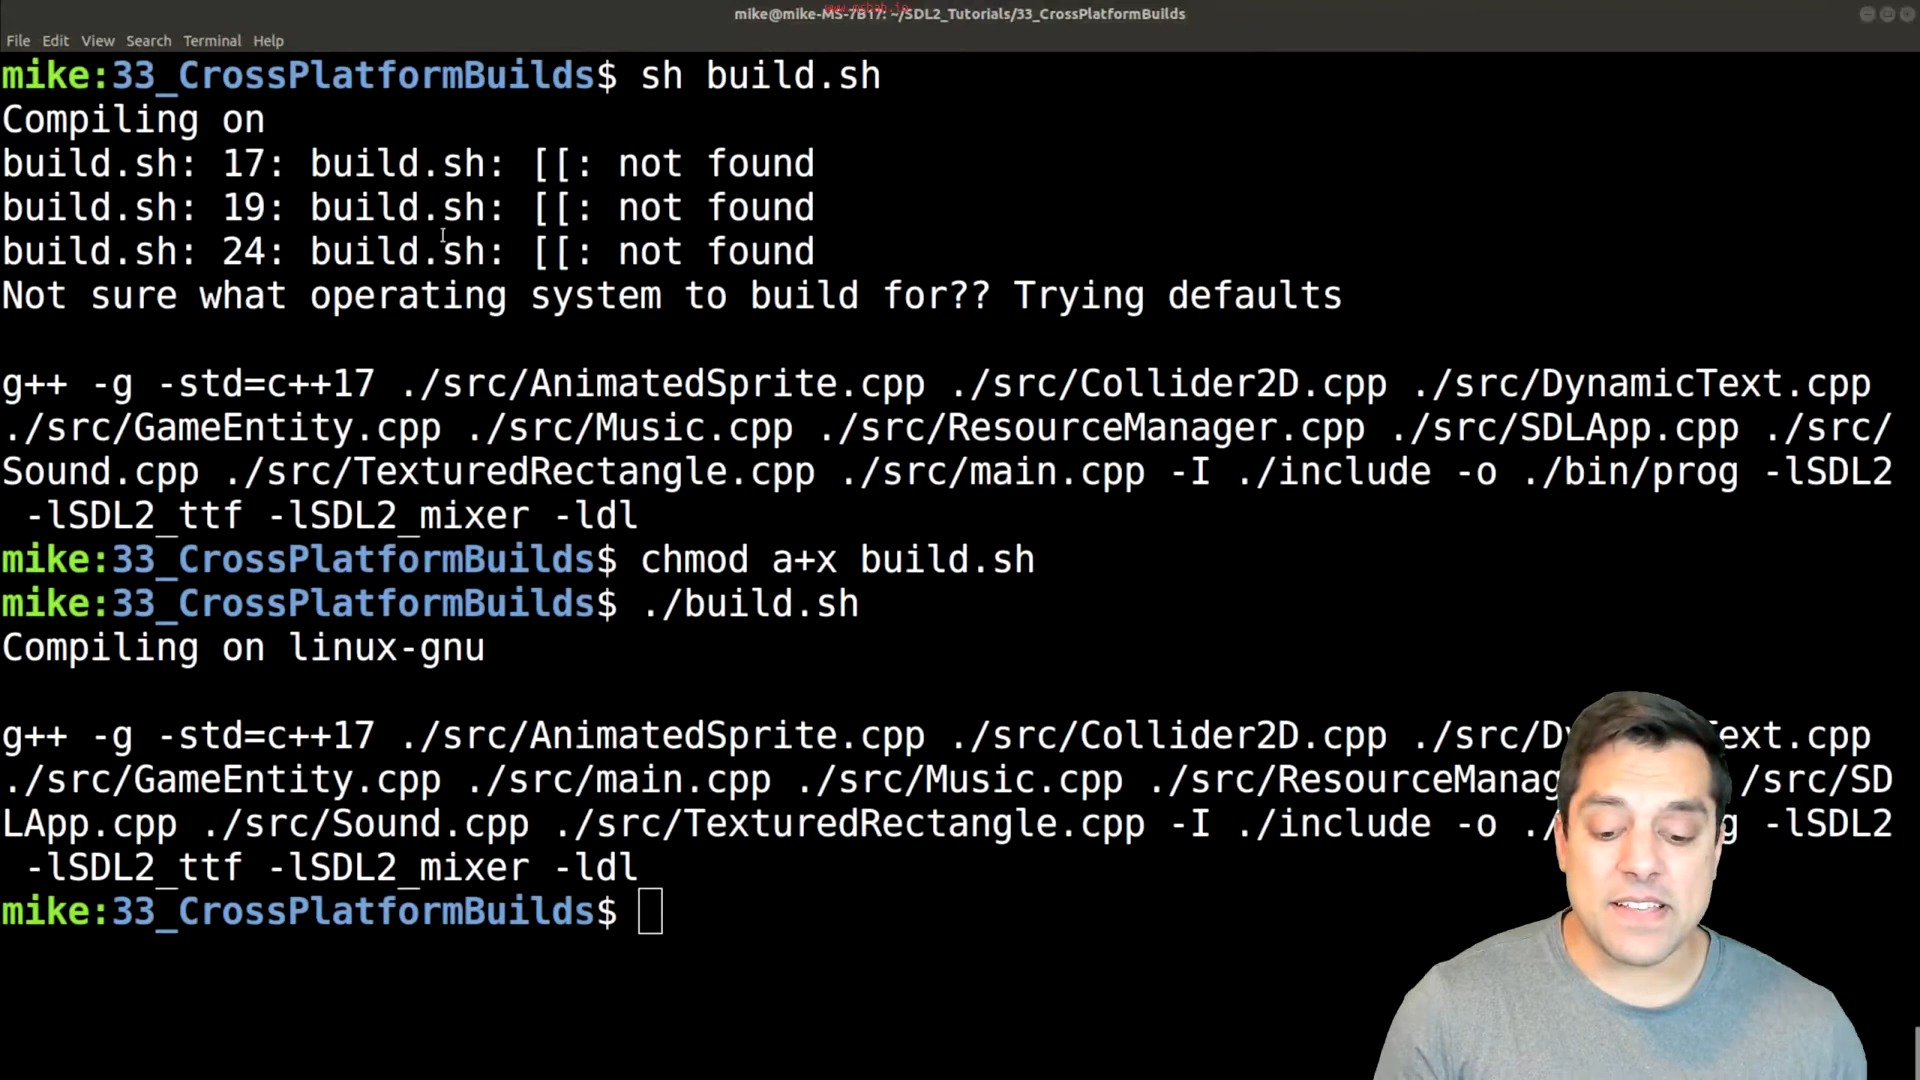 mike@mike-MS-7B17: ~/SDL2_Tutorials/33_CrossPlatformBuilds
File Edit View Search Terminal Help
mike:33_CrossPlatformBuilds$ sh build.sh
Compiling on
build.sh: 17: build.sh: [[: not found
build.sh: 19: build.sh: [[: not found
build.sh: 24: build.sh: [[: not found
Not sure what operating system to build for?? Trying defaults
g++ -g -std=c++17 ./src/AnimatedSprite.cpp ./src/Collider2D.cpp ./src/DynamicText.cpp
./src/GameEntity.cpp ./src/Music.cpp ./src/ResourceManager.cpp ./src/SDLApp.cpp ./src/
Sound.cpp ./src/TexturedRectangle.cpp ./src/main.cpp -I ./include -o ./bin/prog -lSDL2
-lSDL2_ttf -lSDL2_mixer -ldl
mike:33_CrossPlatformBuilds$ chmod a+x build.sh
mike:33_CrossPlatformBuilds$ ./build.sh
Compiling on linux-gnu
g++ -g -std=c++17 ./src/AnimatedSprite.cpp ./src/Collider2D.cpp ./src/Dy Text.cpp
./src/GameEntity.cpp ./src/main.cpp ./src/Music.cpp ./src/ResourceManag /src/SD
LApp.cpp ./src/Sound.cpp ./src/TexturedRectangle.cpp -I ./include -o ./ g -lSDL2
-lSDL2_ttf -lSDL2_mixer -ldl
mike:33_CrossPlatformBuilds$